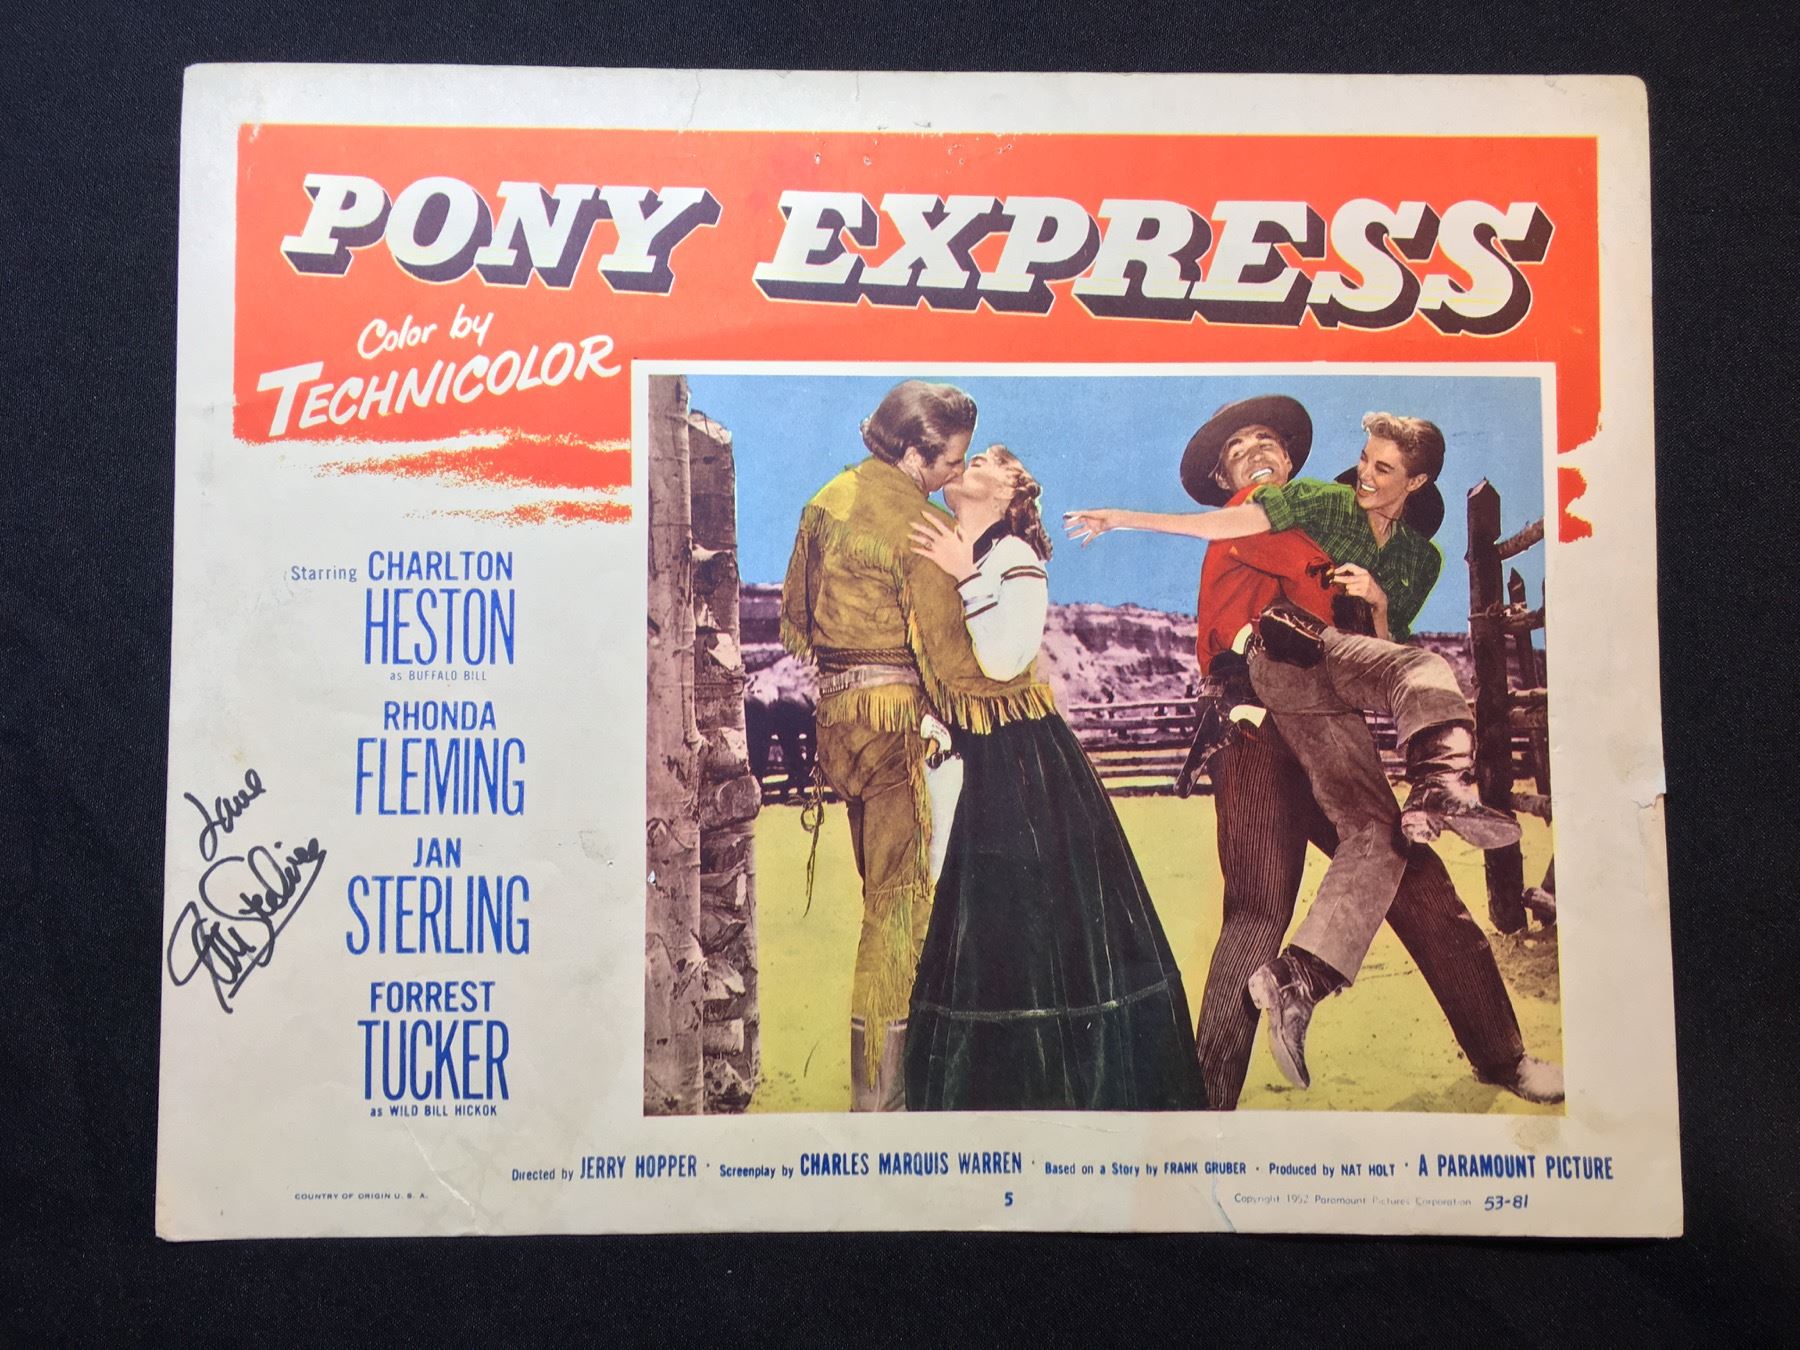 PONY EXPRESS
Color by
TECHNICOLOR
Starring CHARLTON
HESTON
as BUFFALO BILL
RHONDA
FLEMING
JAN
STERLING
FORREST
TUCKER
as WILD BILL HICKOK
Love
Jan Sterling
Directed by JERRY HOPPER · Screenplay by CHARLES MARQUIS WARREN · Based on a Story by FRANK GRUBER · Produced by NAT HOLT · A PARAMOUNT PICTURE
COUNTRY OF ORIGIN U. S. A.
5
Copyright 1952 Paramount Pictures Corporation 53-81